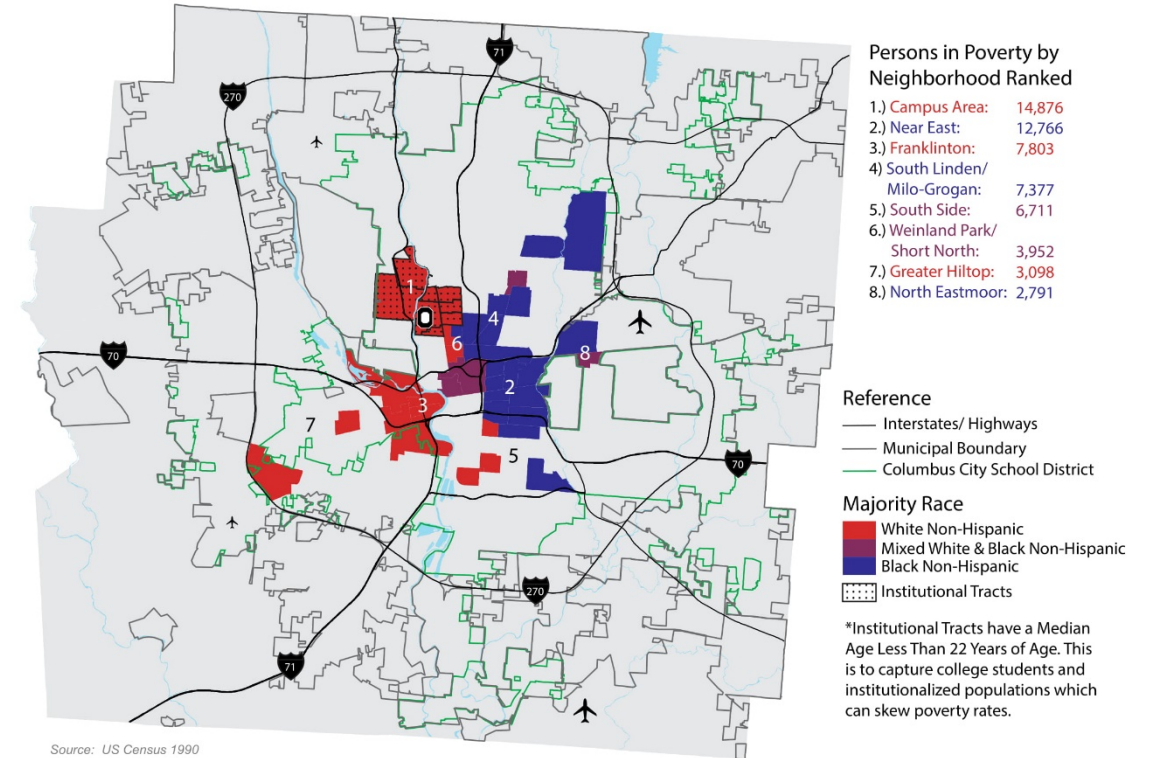 Persons in Poverty by
Neighborhood Ranked
1.) Campus Area: 14,876
2.) Near East: 12,766
3.) Franklinton: 7,803
4) South Linden/
Milo-Grogan: 7,377
5.) South Side: 6,711
6.) Weinland Park/
Short North: 3,952
7.) Greater Hiltop: 3,098
8.) North Eastmoor: 2,791
71
270
1
4
6
70
8
2
3
7
5
70
270
71
Reference
Interstates/ Highways
Municipal Boundary
Columbus City School District
Majority Race
White Non-Hispanic
Mixed White & Black Non-Hispanic
Black Non-Hispanic
Institutional Tracts
*Institutional Tracts have a Median
Age Less Than 22 Years of Age. This
is to capture college students and
institutionalized populations which
can skew poverty rates.
Source: US Census 1990